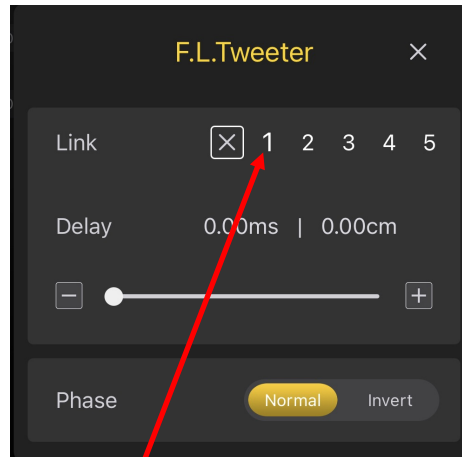 F.L.Tweeter
Link 1 2 3 4 5
Delay 0.00ms | 0.00cm
Phase Normal Invert